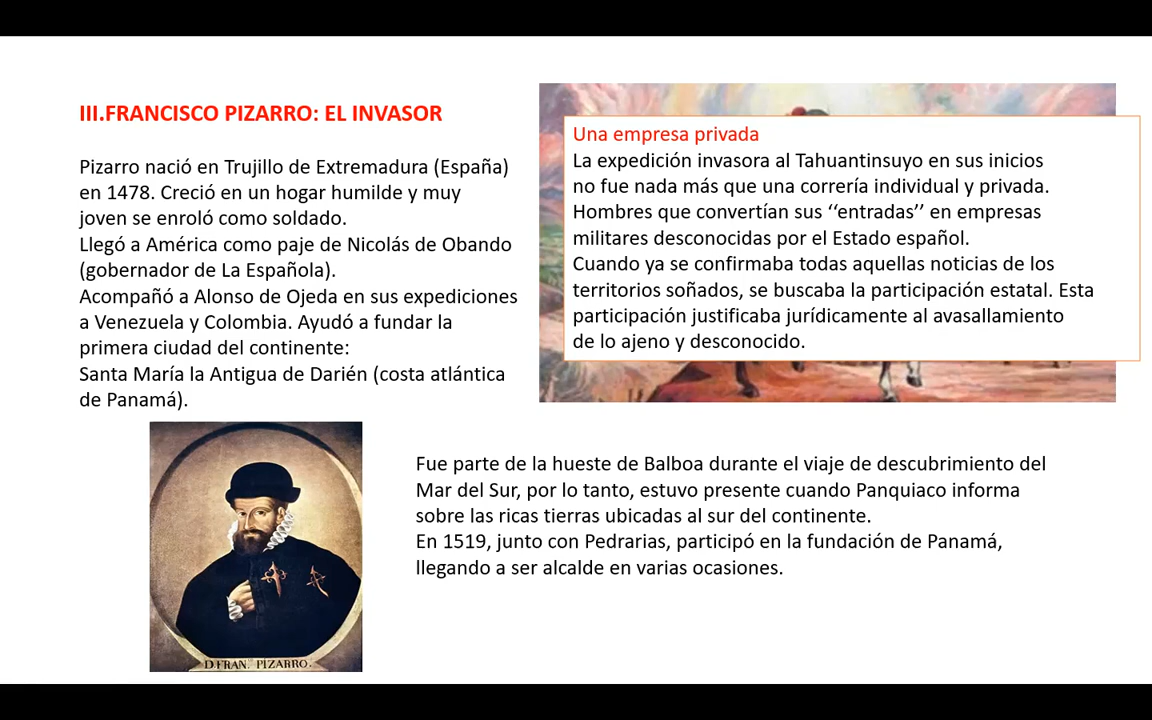 III.FRANCISCO PIZARRO: EL INVASOR
Pizarro nació en Trujillo de Extremadura (España)
en 1478. Creció en un hogar humilde y muy
joven se enroló como soldado.
Llegó a América como paje de Nicolás de Obando
(gobernador de La Española).
Acompañó a Alonso de Ojeda en sus expediciones
a Venezuela y Colombia. Ayudó a fundar la
primera ciudad del continente:
Santa María la Antigua de Darién (costa atlántica
de Panamá).
Una empresa privada
La expedición invasora al Tahuantinsuyo en sus inicios
no fue nada más que una correría individual y privada.
Hombres que convertían sus ‘‘entradas’’ en empresas
militares desconocidas por el Estado español.
Cuando ya se confirmaba todas aquellas noticias de los
territorios soñados, se buscaba la participación estatal. Esta
participación justificaba jurídicamente al avasallamiento
de lo ajeno y desconocido.
Fue parte de la hueste de Balboa durante el viaje de descubrimiento del
Mar del Sur, por lo tanto, estuvo presente cuando Panquiaco informa
sobre las ricas tierras ubicadas al sur del continente.
En 1519, junto con Pedrarias, participó en la fundación de Panamá,
llegando a ser alcalde en varias ocasiones.
D.FRAN. PIZARRO.